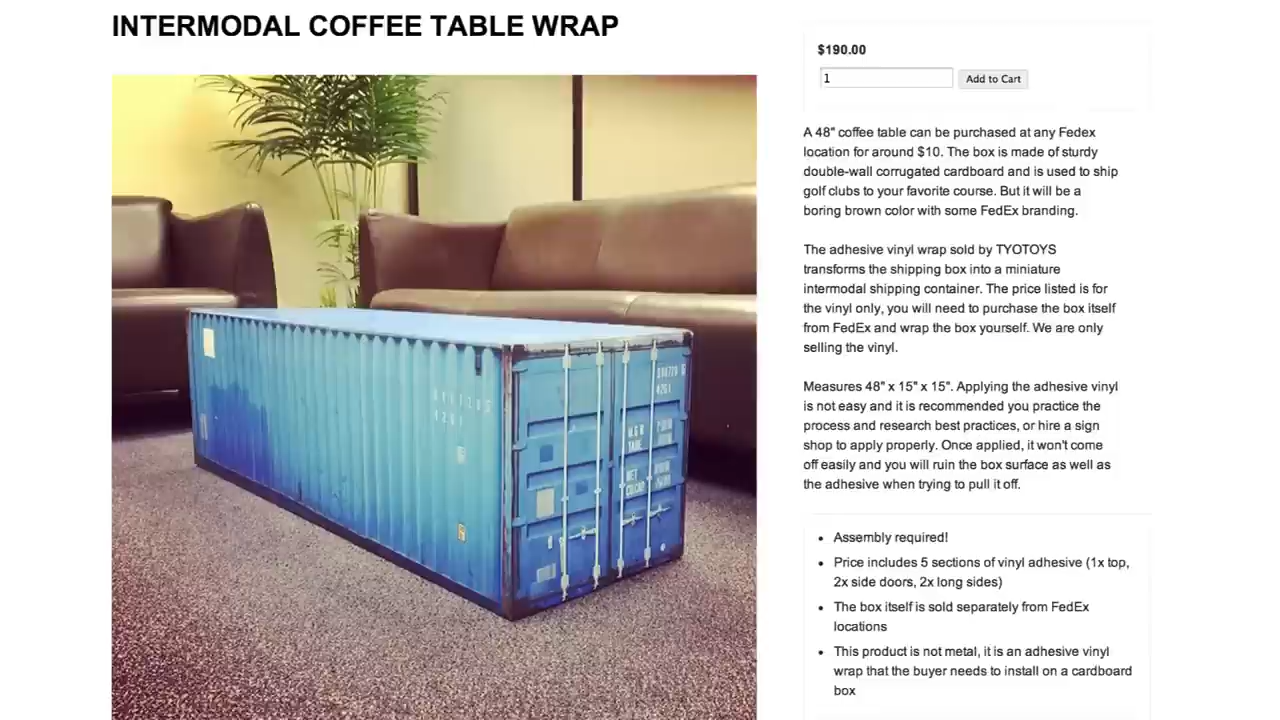 INTERMODAL COFFEE TABLE WRAP
$190.00
1
Add to Cart
A 48" coffee table can be purchased at any Fedex
location for around $10. The box is made of sturdy
double-wall corrugated cardboard and is used to ship
golf clubs to your favorite course. But it will be a
boring brown color with some FedEx branding.
The adhesive vinyl wrap sold by TYOTOYS
transforms the shipping box into a miniature
intermodal shipping container. The price listed is for
the vinyl only, you will need to purchase the box itself
from FedEx and wrap the box yourself. We are only
selling the vinyl.
Measures 48" x 15" x 15". Applying the adhesive vinyl
is not easy and it is recommended you practice the
process and research best practices, or hire a sign
shop to apply properly. Once applied, it won't come
off easily and you will ruin the box surface as well as
the adhesive when trying to pull it off.
Assembly required!
Price includes 5 sections of vinyl adhesive (1x top,
2x side doors, 2x long sides)
The box itself is sold separately from FedEx
locations
This product is not metal, it is an adhesive vinyl
wrap that the buyer needs to install on a cardboard
box